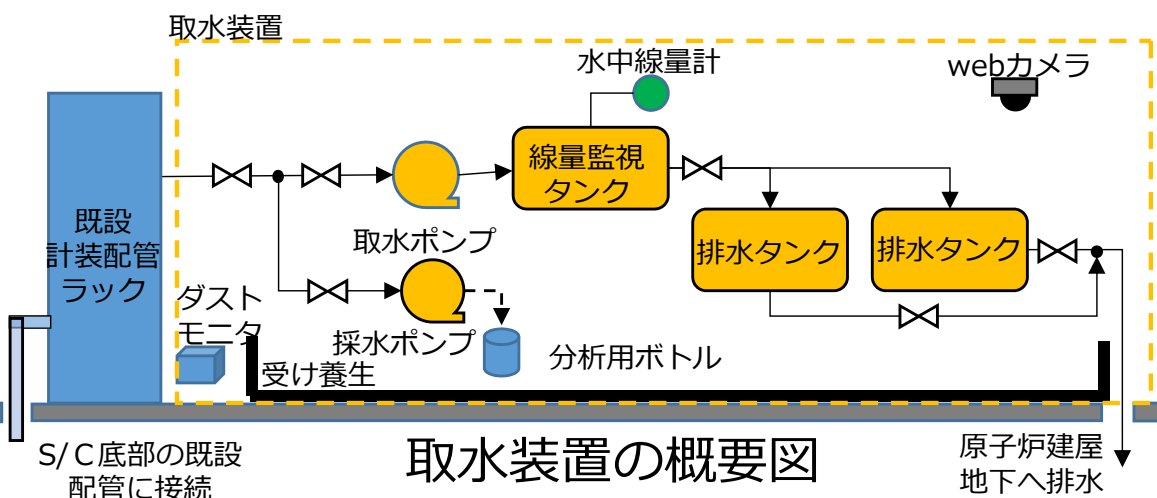 取水装置
水中線量計
webカメラ
線量監視
タンク
既設
計装配管
ラック
取水ポンプ
排水タンク
排水タンク
ダスト
モニタ
採水ポンプ
分析用ボトル
受け養生
S/C底部の既設
配管に接続
取水装置の概要図
原子炉建屋
地下へ排水